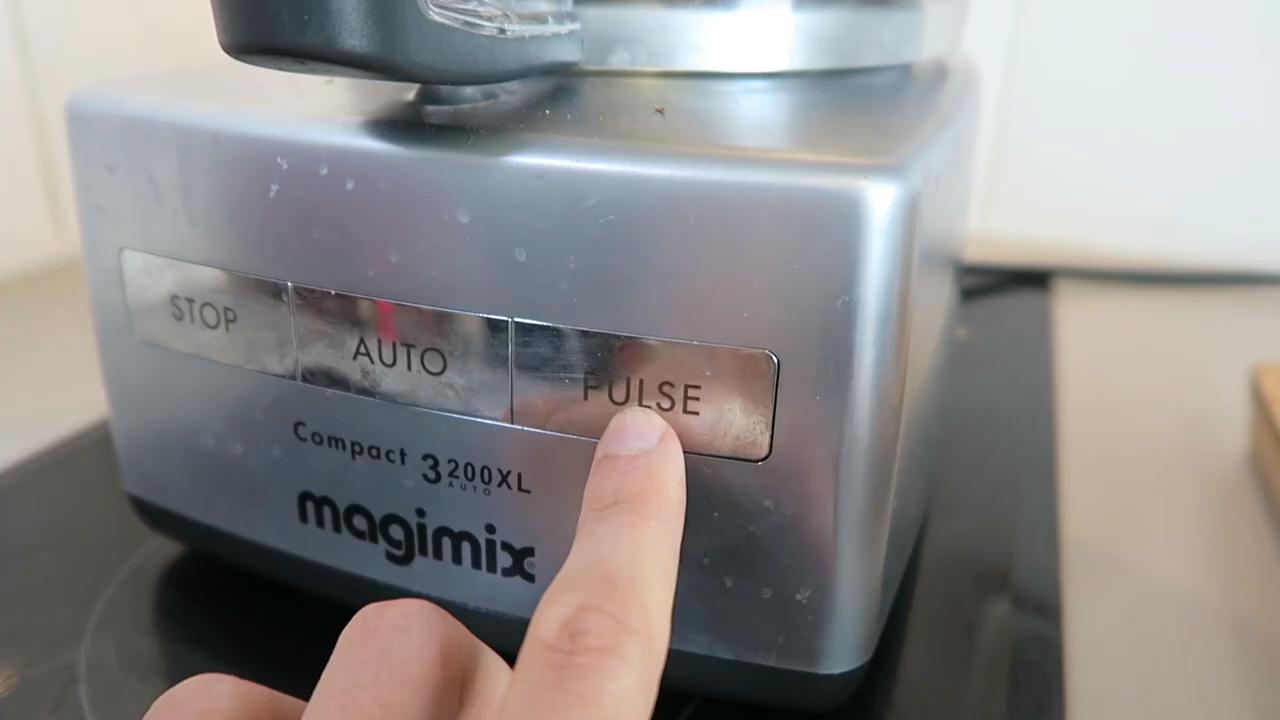 STOP
AUTO
PULSE
Compact 3200XL
AUTO
magimix®